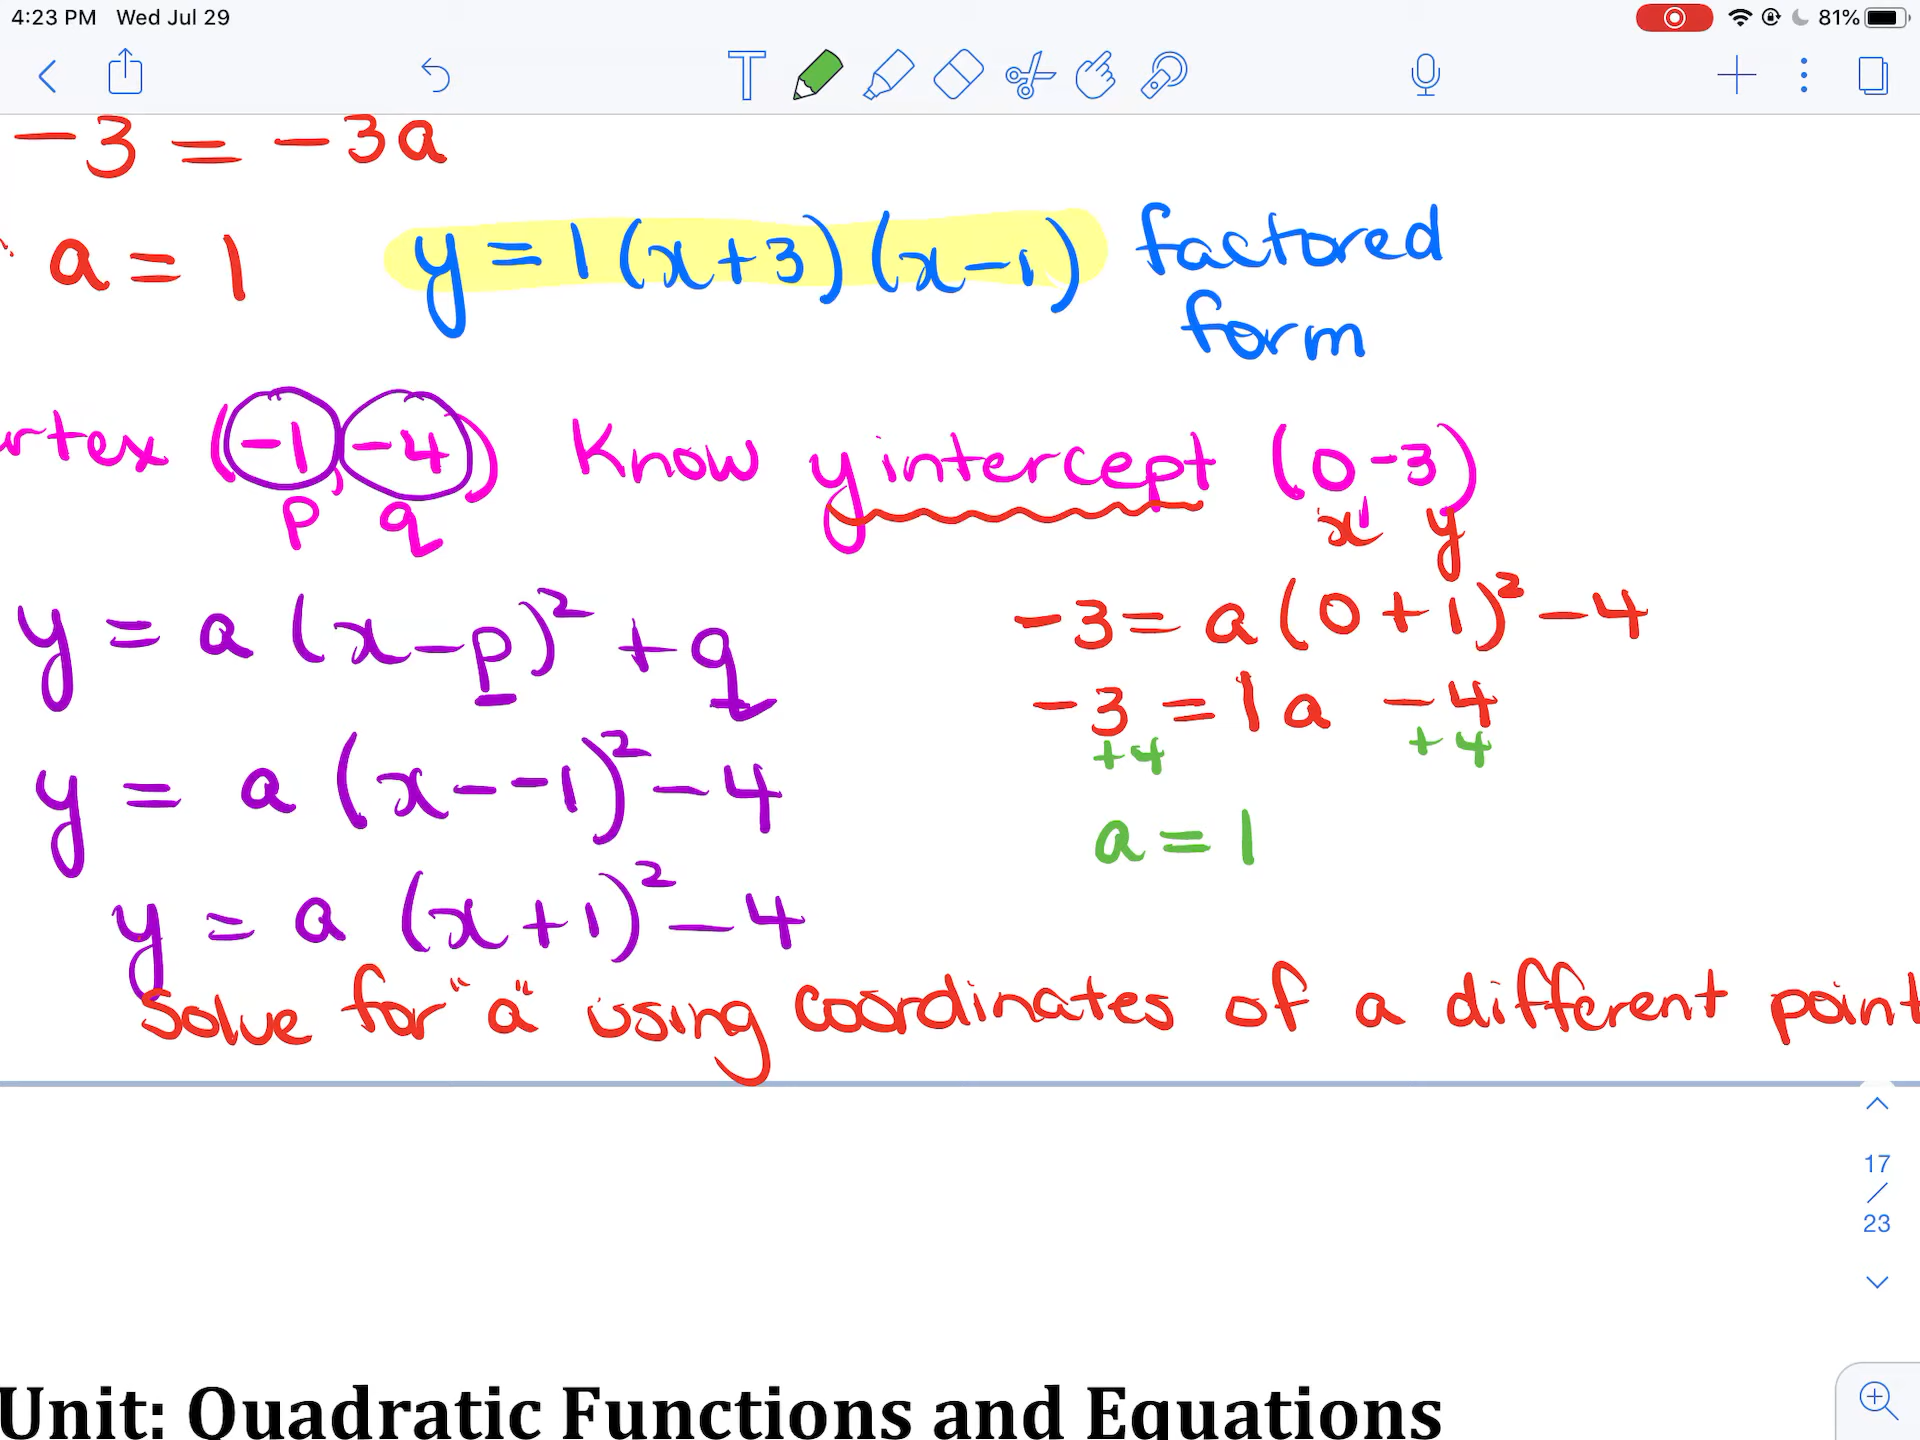 4:23 PM Wed Jul 29 81%
T
-3 = -3a
a = 1 y = 1(x+3)(x-1) factored
form
rtex (-1, -4) Know y intercept (0,-3)
p q x y
y = a(x-p)² + q
-3 = a(0+1)² - 4
-3 = 1a - 4
+4 +4
y = a(x--1)² - 4
a = 1
y = a(x+1)² - 4
solve for "a" using coordinates of a different point
17
/
23
Unit: Quadratic Functions and Equations